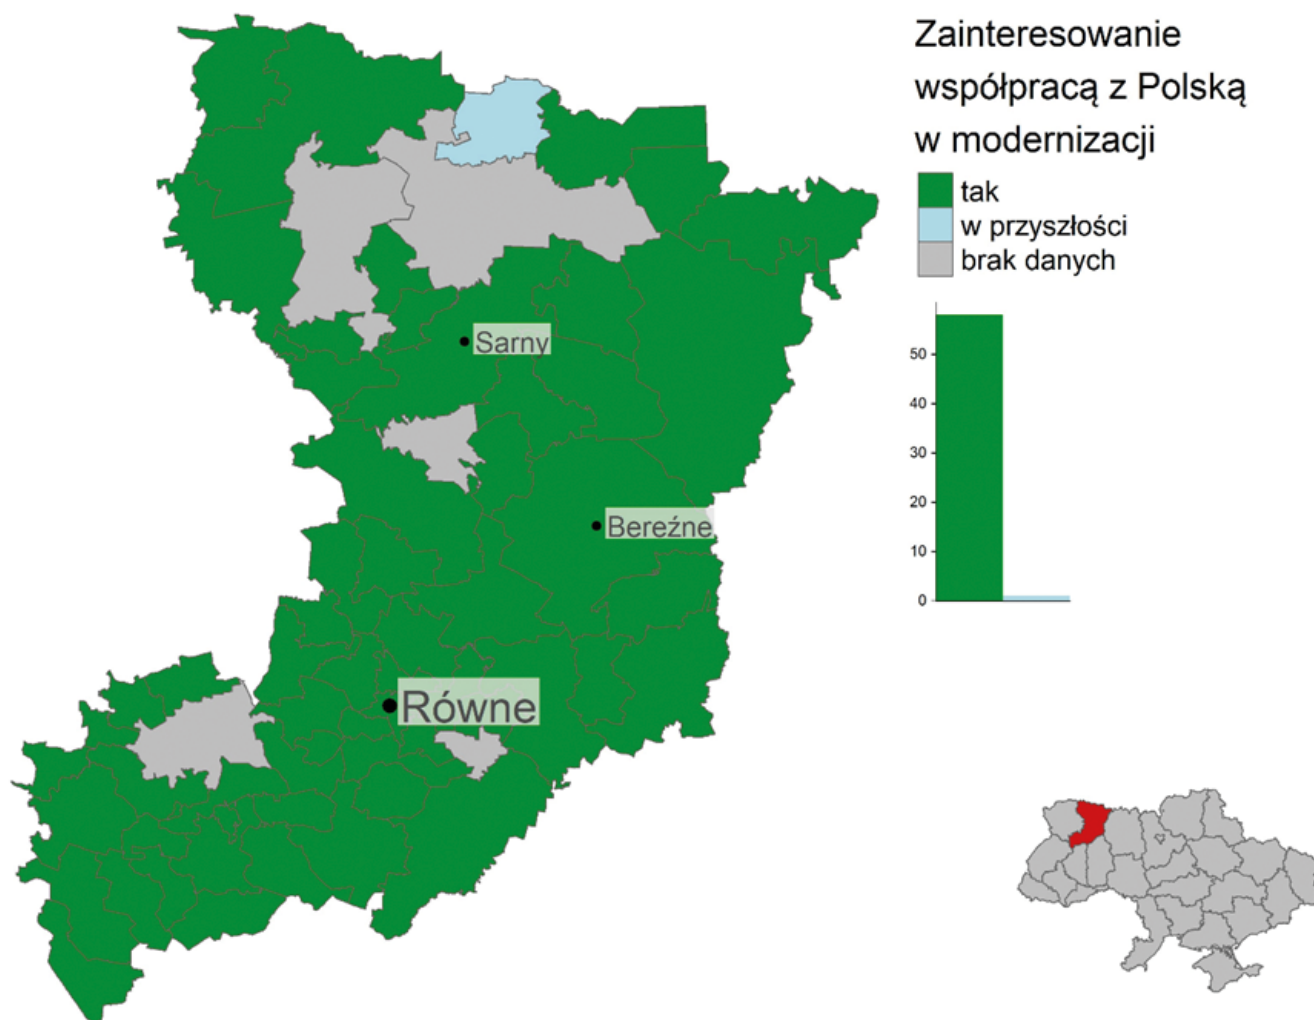 Zainteresowanie
współpracą z Polską
w modernizacji
tak
w przyszłości
brak danych
50
40
30
20
10
0
Sarny
Bereźne
Równe